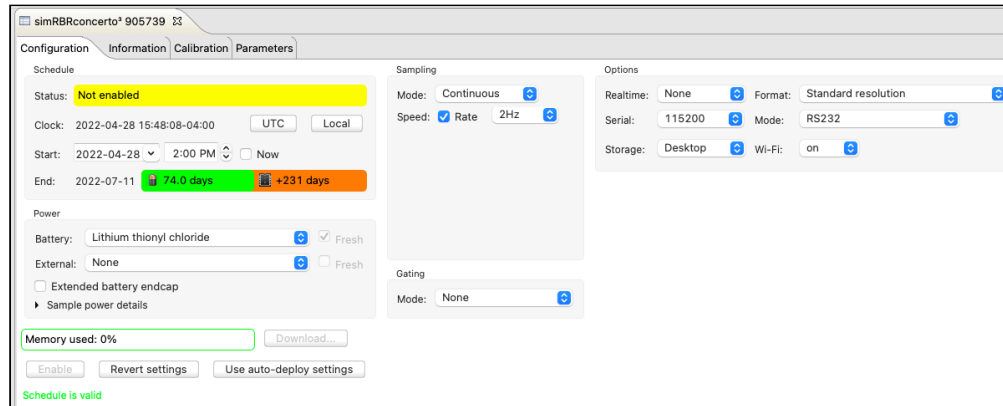 simRBRconcerto³ 905739
Configuration Information Calibration Parameters
Schedule
Status: Not enabled
Clock: 2022-04-28 15:48:08-04:00 UTC Local
Start: 2022-04-28 2:00 PM Now
End: 2022-07-11 74.0 days +231 days
Power
Battery: Lithium thionyl chloride Fresh
External: None Fresh
Extended battery endcap
Sample power details
Memory used: 0% Download...
Enable Revert settings Use auto-deploy settings
Schedule is valid
Sampling
Mode: Continuous
Speed: Rate 2Hz
Gating
Mode: None
Options
Realtime: None Format: Standard resolution
Serial: 115200 Mode: RS232
Storage: Desktop Wi-Fi: on